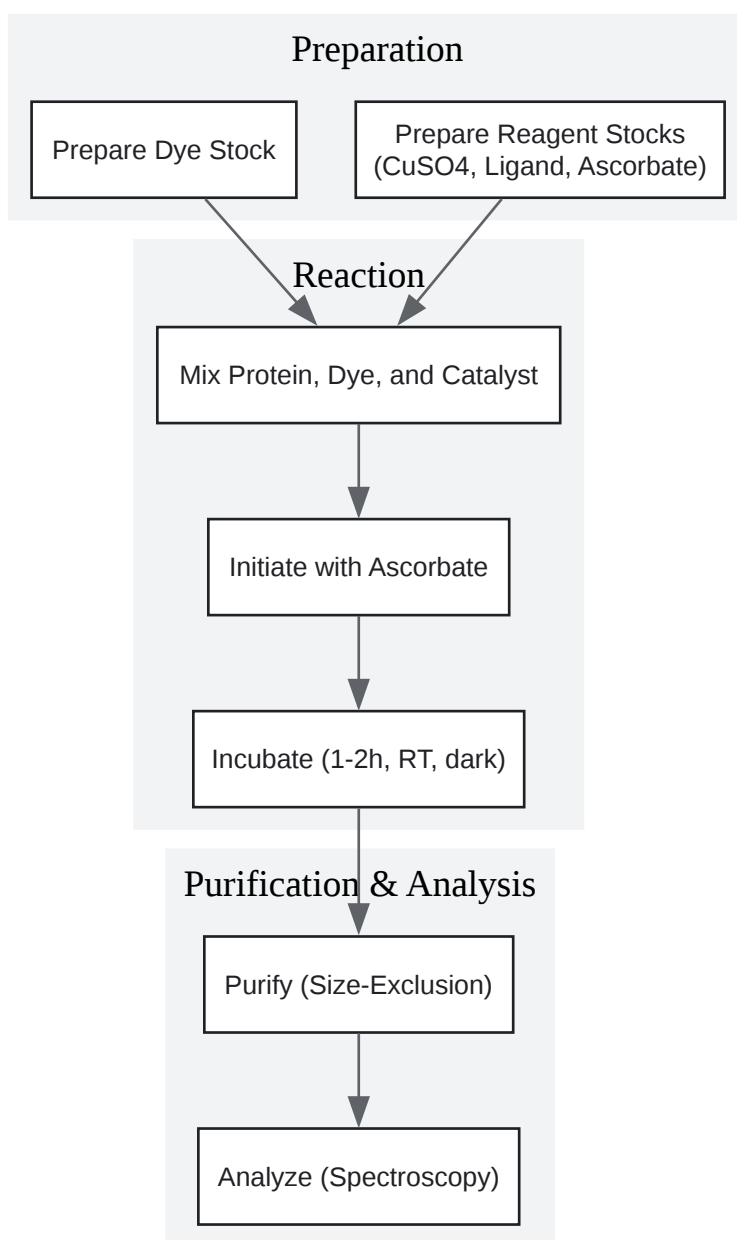 Preparation
Prepare Dye Stock
Prepare Reagent Stocks
(CuSO4, Ligand, Ascorbate)
Reaction
Mix Protein, Dye, and Catalyst
Initiate with Ascorbate
Incubate (1-2h, RT, dark)
Purification & Analysis
Purify (Size-Exclusion)
Analyze (Spectroscopy)